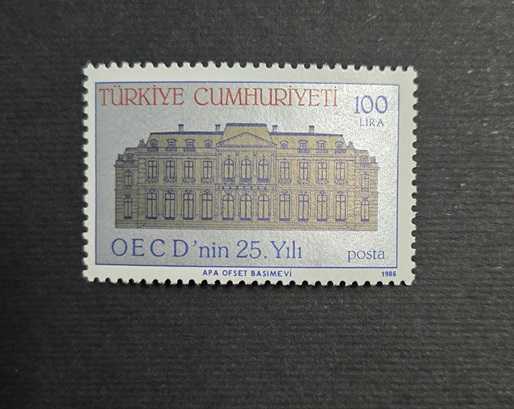 TÜRKİYE CUMHURİYETİ
100
LİRA
OECD'nin 25.Yılı
posta
APA OFSET BASIMEVİ
1986